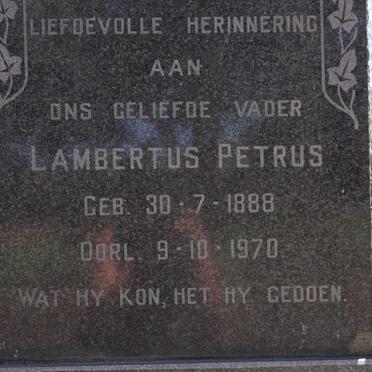 LIEFDEVOLLE HERINNERING
AAN
ONS GELIEFDE VADER
LAMBERTUS PETRUS
GEB. 30-7-1888
OORL. 9-10-1970.
WAT HY KON, HET HY GEDOEN.